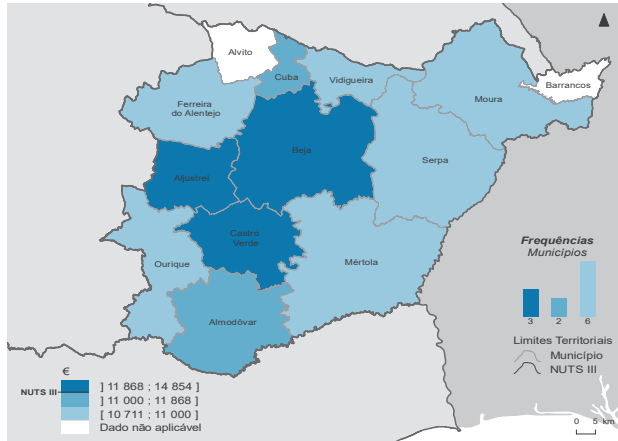 Alvito
Cuba
Vidigueira
Barrancos
Moura
Ferreira
do Alentejo
Beja
Serpa
Aljustrel
Castro
Verde
Ourique
Mértola
Almodôvar
Frequências
Municípios
3 2 6
Limites Territoriais
Município
NUTS III
0 5 km
€
NUTS III
] 11 868 ; 14 854 ]
] 11 000 ; 11 868 ]
[ 10 711 ; 11 000 ]
Dado não aplicável